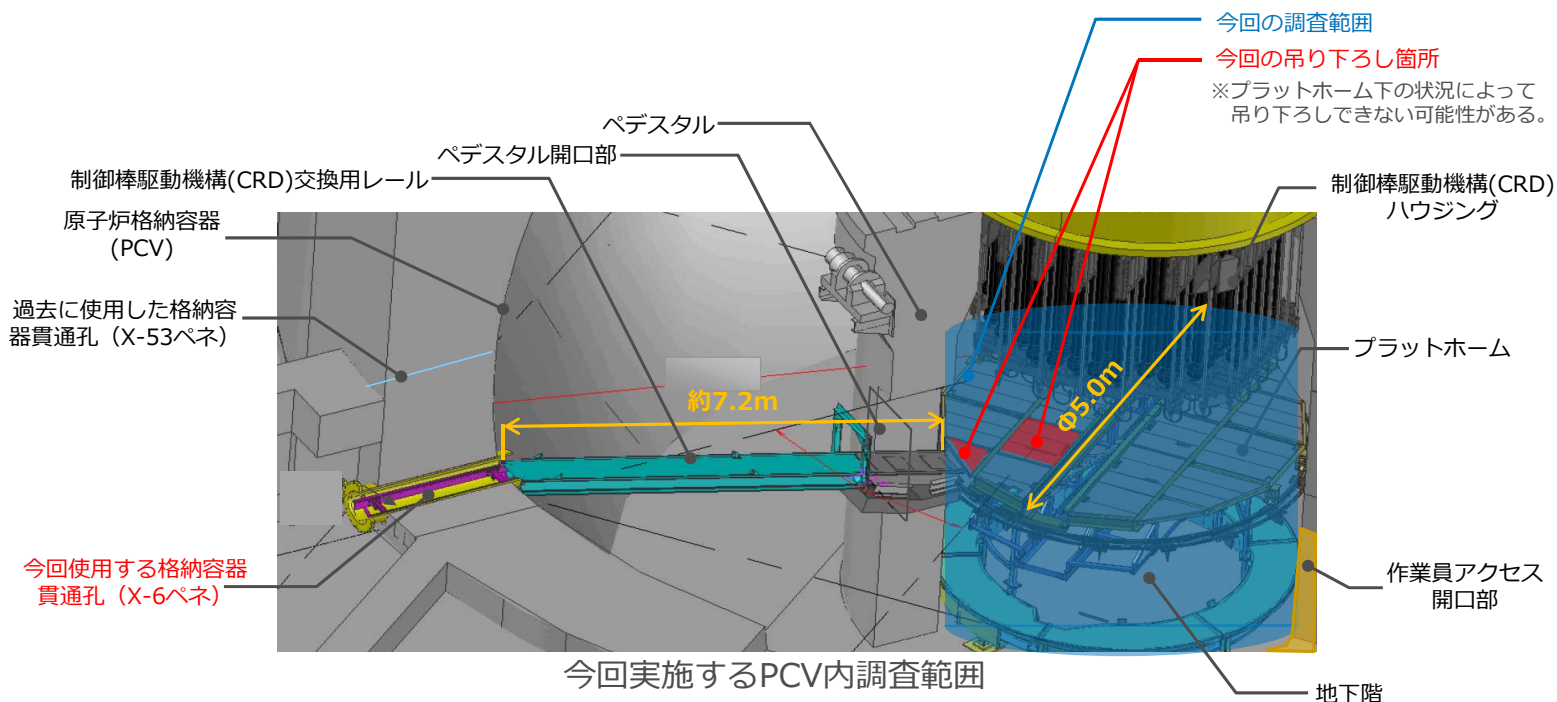 今回の調査範囲
今回の吊り下ろし箇所
※プラットホーム下の状況によって
吊り下ろしできない可能性がある。
ペデスタル
ペデスタル開口部
制御棒駆動機構(CRD)交換用レール
原子炉格納容器
(PCV)
過去に使用した格納容
器貫通孔（X-53ペネ）
今回使用する格納容器
貫通孔（X-6ペネ）
約7.2m
Φ5.0m
制御棒駆動機構(CRD)
ハウジング
プラットホーム
作業員アクセス
開口部
地下階
今回実施するPCV内調査範囲